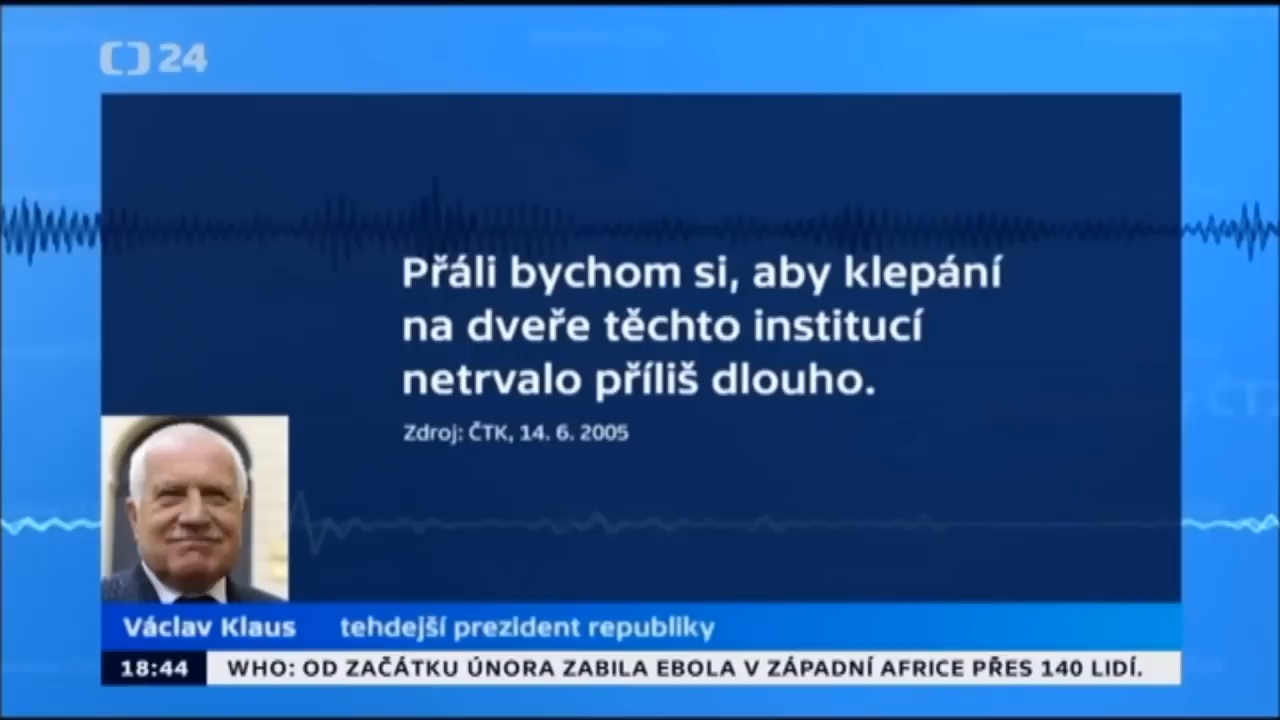 24
Přáli bychom si, aby klepání
na dveře těchto institucí
netrvalo příliš dlouho.
Zdroj: ČTK, 14. 6. 2005
Václav Klaus tehdejší prezident republiky
18:44 WHO: OD ZAČÁTKU ÚNORA ZABILA EBOLA V ZÁPADNÍ AFRICE PŘES 140 LIDÍ.